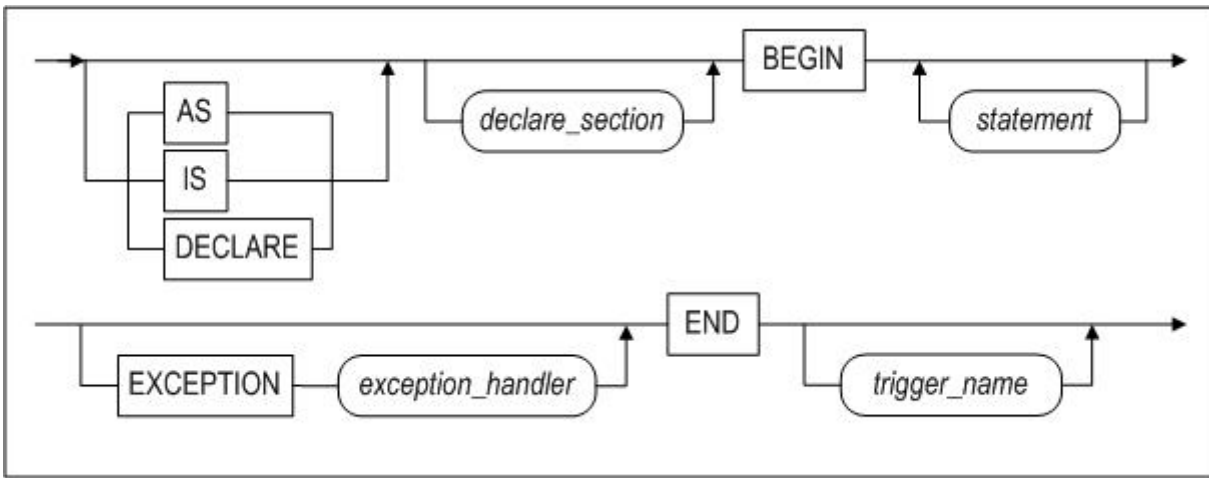 AS
IS
DECLARE
declare_section
BEGIN
statement
EXCEPTION
exception_handler
END
trigger_name